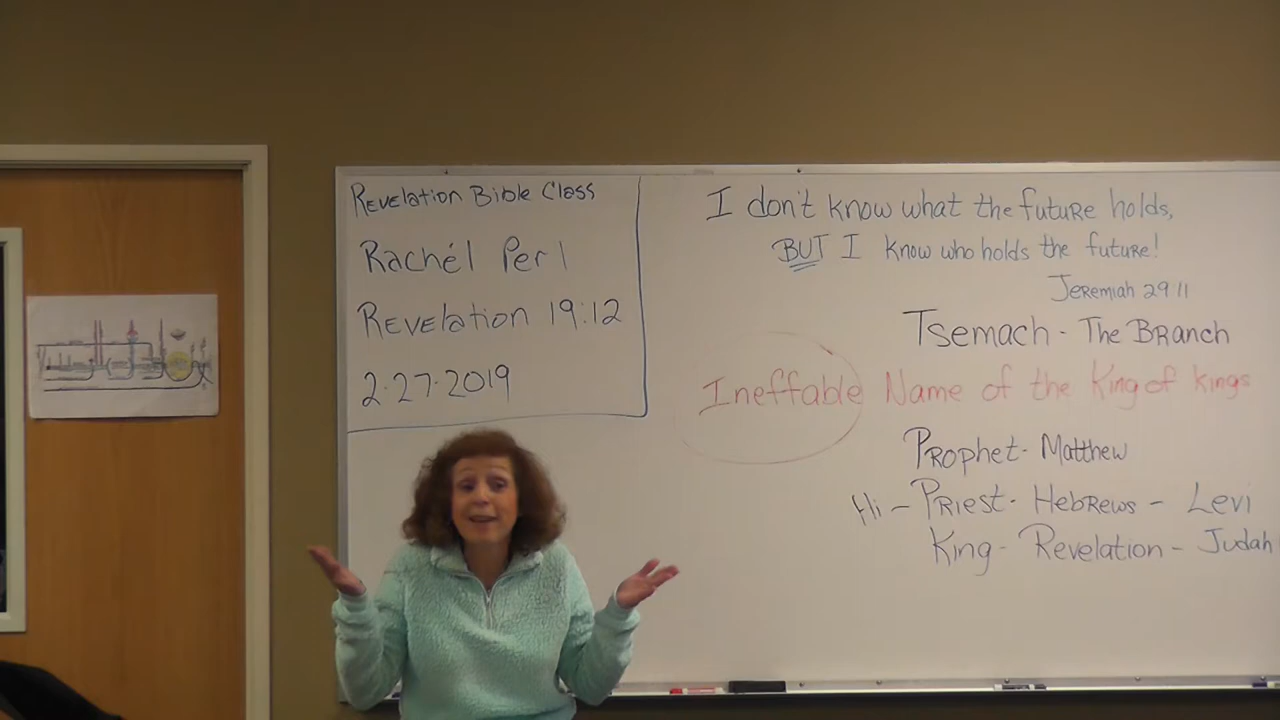 Revelation Bible Class
Rachél Perl
Revelation 19:12
2.27.2019
I don't know what the future holds,
BUT I know who holds the future!
Jeremiah 29 11
Tsemach - The Branch
Ineffable Name of the King of kings
Prophet - Matthew
Hi - Priest - Hebrews - Levi
King - Revelation - Judah